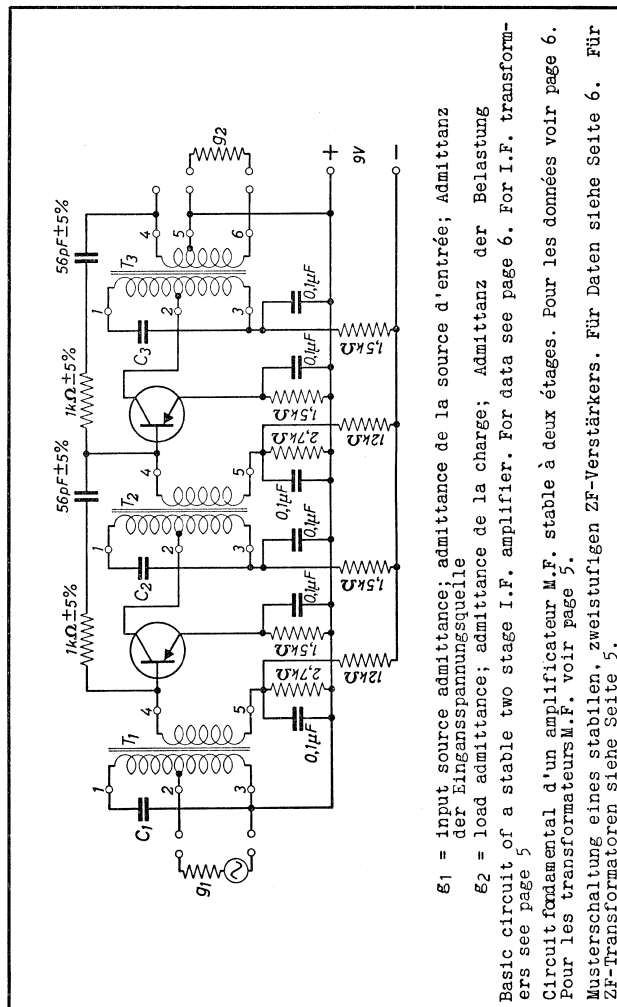 1kΩ±5%
56pF±5%
1kΩ±5%
56pF±5%
T1
T2
T3
1
2
3
4
5
1
2
3
4
5
1
2
3
4
5
6
C1
C2
C3
g1
g2
0,1μF
2,7kΩ
1,5kΩ
0,1μF
0,1μF
0,1μF
2,7kΩ
1,5kΩ
0,1μF
0,1μF
12kΩ
1,5kΩ
12kΩ
1,5kΩ
+
9V
-
g1 = input source admittance; admittance de la source d'entrée; Admittanz
der Eingansspannungsquelle
g2 = load admittance; admittance de la charge; Admittanz der Belastung
Basic circuit of a stable two stage I.F. amplifier. For data see page 6. For I.F. transform-
ers see page 5
Circuit fondamental d'un amplificateur M.F. stable à deux étages. Pour les données voir page 6.
Pour les transformateurs M.F. voir page 5.
Musterschaltung eines stabilen, zweistufigen ZF-Verstärkers. Für Daten siehe Seite 6. Für
ZF-Transformatoren siehe Seite 5.